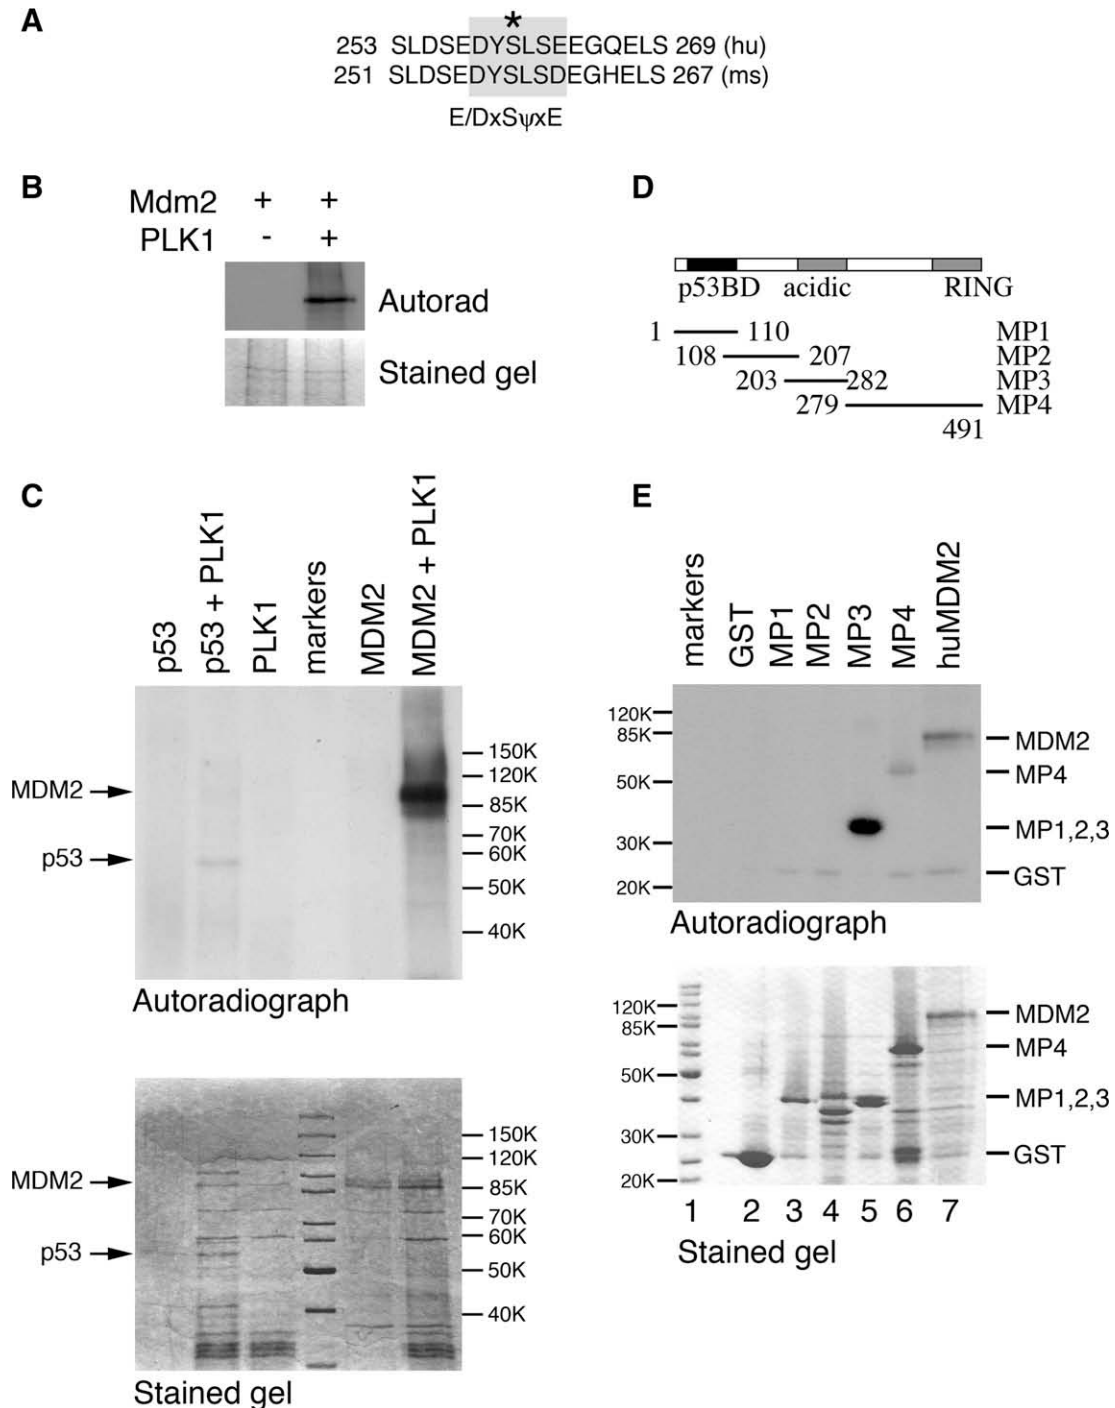 A
*
253 SLDSEDYSLSEEGQELS 269 (hu)
251 SLDSEDYSLSDEGHELS 267 (ms)
E/DxSψxE
B
Mdm2 + +
PLK1 - +
Autorad
Stained gel
C
p53
p53 + PLK1
PLK1
markers
MDM2
MDM2 + PLK1
MDM2
p53
150K
120K
85K
70K
60K
50K
40K
Autoradiograph
MDM2
p53
150K
120K
85K
70K
60K
50K
40K
Stained gel
D
p53BD acidic RING
1 110 MP1
108 207 MP2
203 282 MP3
279 MP4
491
E
markers
GST
MP1
MP2
MP3
MP4
huMDM2
120K
85K
50K
30K
20K
MDM2
MP4
MP1,2,3
GST
Autoradiograph
120K
85K
50K
30K
20K
MDM2
MP4
MP1,2,3
GST
1 2 3 4 5 6 7
Stained gel